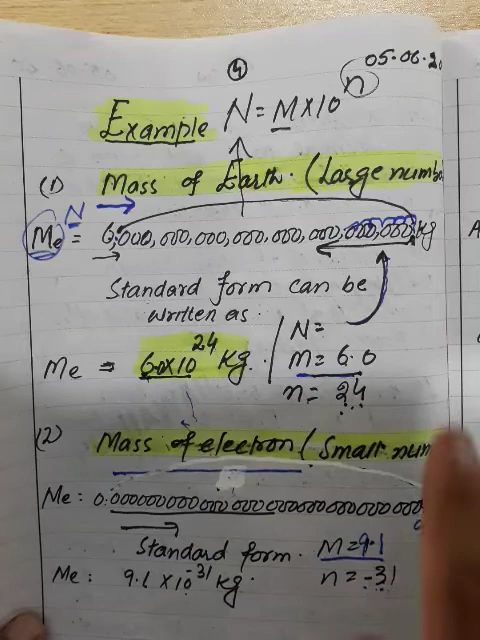 ④
05.06.2
Example N = M×10ⁿ
(1) Mass of Earth. (Large numb
N
Me = 6,000,000,000,000,000,000,000,000 kg
Standard form can be
written as
Me = 6.0×10²⁴ kg.
N=
M= 6.0
n= 24
(2) Mass of electron (Small num
Me: 0.000000000000000000000000000
Standard form. M=9.1
Me: 9.1 ×10⁻³¹ kg. n= -31